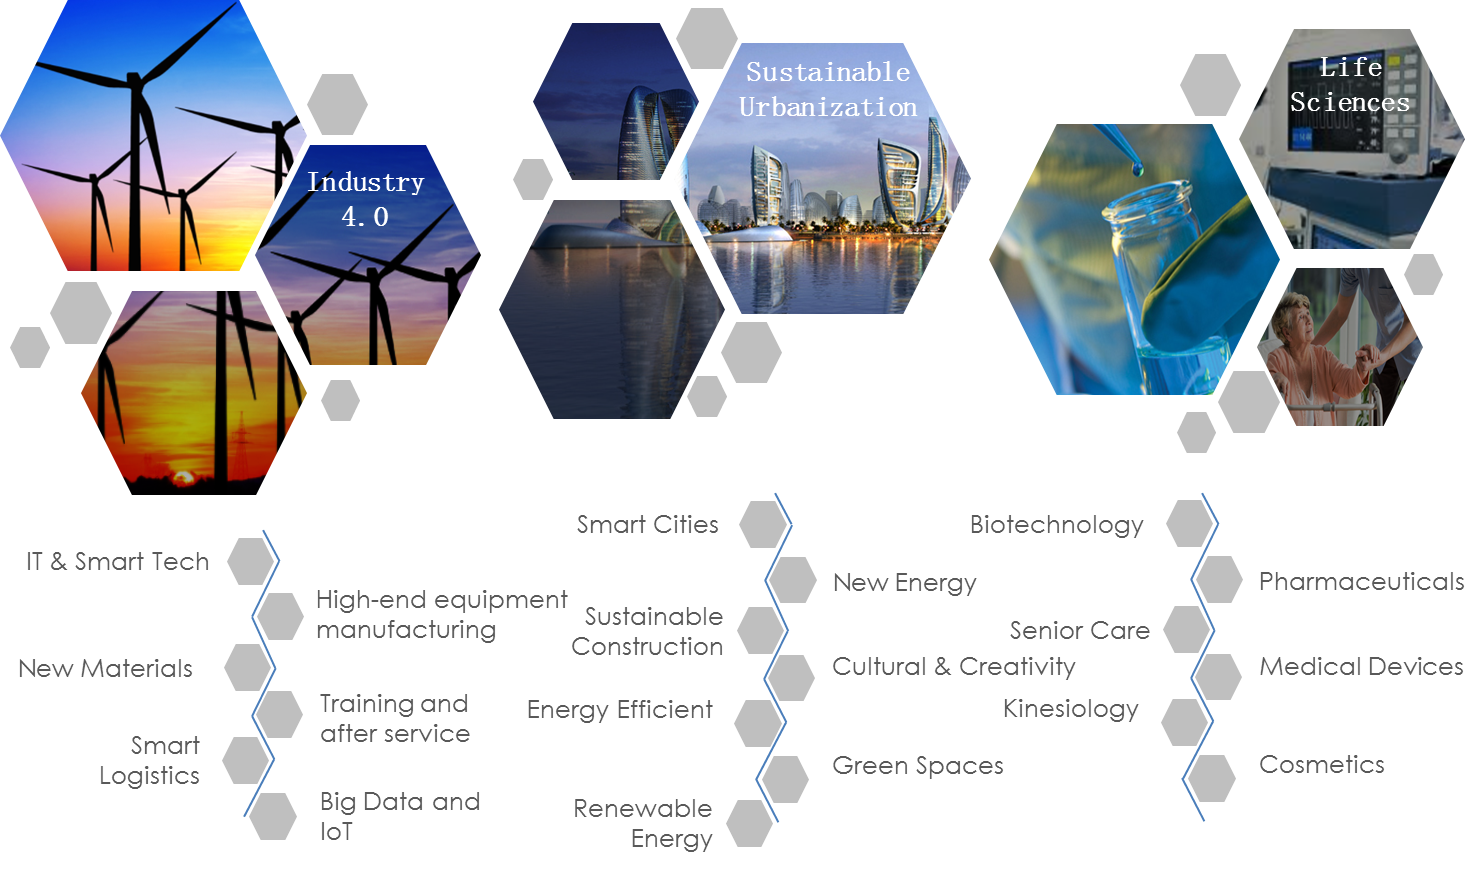 Industry
4.0
Sustainable
Urbanization
Life
Sciences
IT & Smart Tech
High-end equipment
manufacturing
New Materials
Training and
after service
Smart
Logistics
Big Data and
IoT
Smart Cities
New Energy
Sustainable
Construction
Cultural & Creativity
Energy Efficient
Green Spaces
Renewable
Energy
Biotechnology
Pharmaceuticals
Senior Care
Medical Devices
Kinesiology
Cosmetics